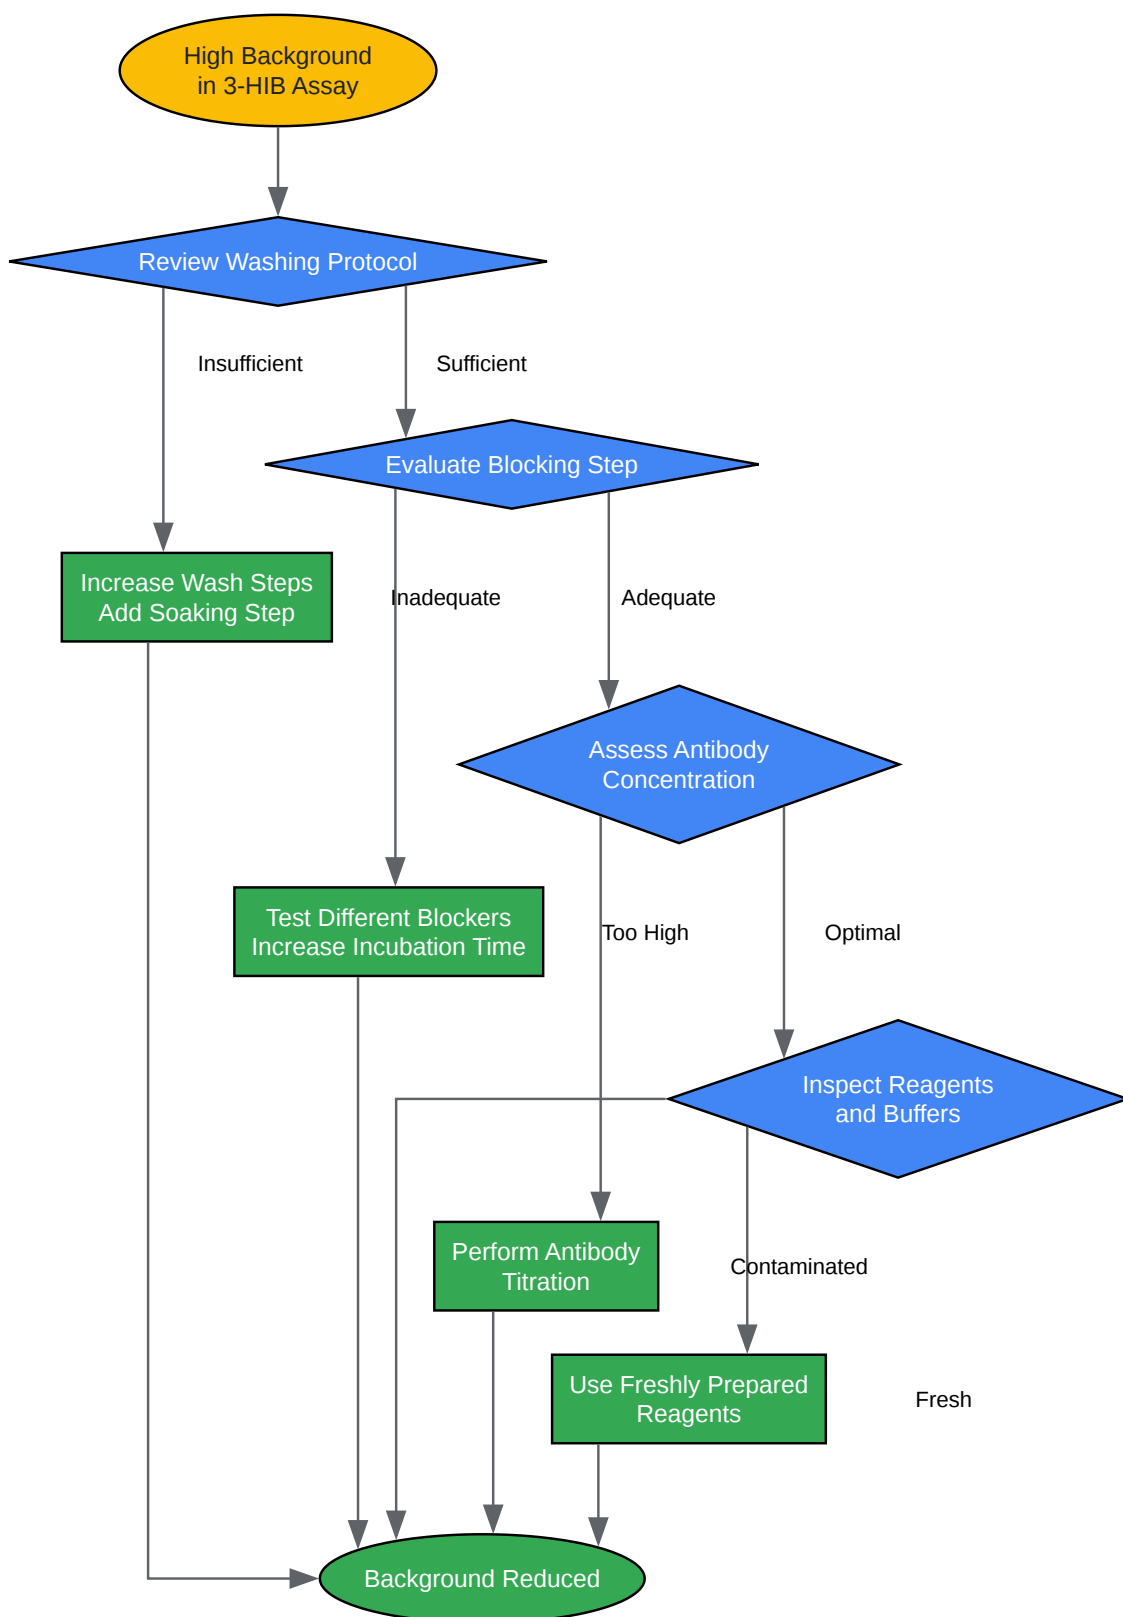 High Background
in 3-HIB Assay
Review Washing Protocol
Insufficient
Sufficient
Evaluate Blocking Step
Increase Wash Steps
Add Soaking Step
Inadequate
Adequate
Assess Antibody
Concentration
Test Different Blockers
Increase Incubation Time
Too High
Optimal
Inspect Reagents
and Buffers
Perform Antibody
Titration
Contaminated
Use Freshly Prepared
Reagents
Fresh
Background Reduced